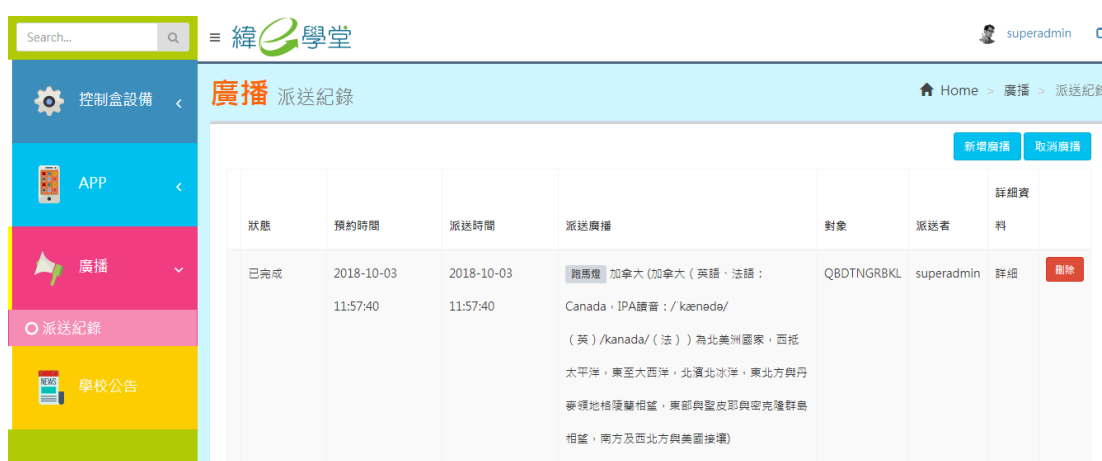 Search...
緯e學堂
superadmin
控制盒設備
APP
廣播
派送紀錄
NEWS
學校公告
廣播 派送紀錄
Home > 廣播 > 派送紀錄
新增廣播 取消廣播
狀態 預約時間 派送時間 派送廣播 對象 派送者 詳細資料
已完成 2018-10-03 2018-10-03 跑馬燈 加拿大 (加拿大（英語、法語： QBDTNGRBKL superadmin 詳細 刪除
11:57:40 11:57:40 Canada，IPA讀音：/ˈkænədə/
（英）/kanada/（法））為北美洲國家，西抵
太平洋，東至大西洋，北濱北冰洋，東北方與丹
麥領地格陵蘭相望，東部與聖皮耶與密克隆群島
相望，南方及西北方與美國接壤)